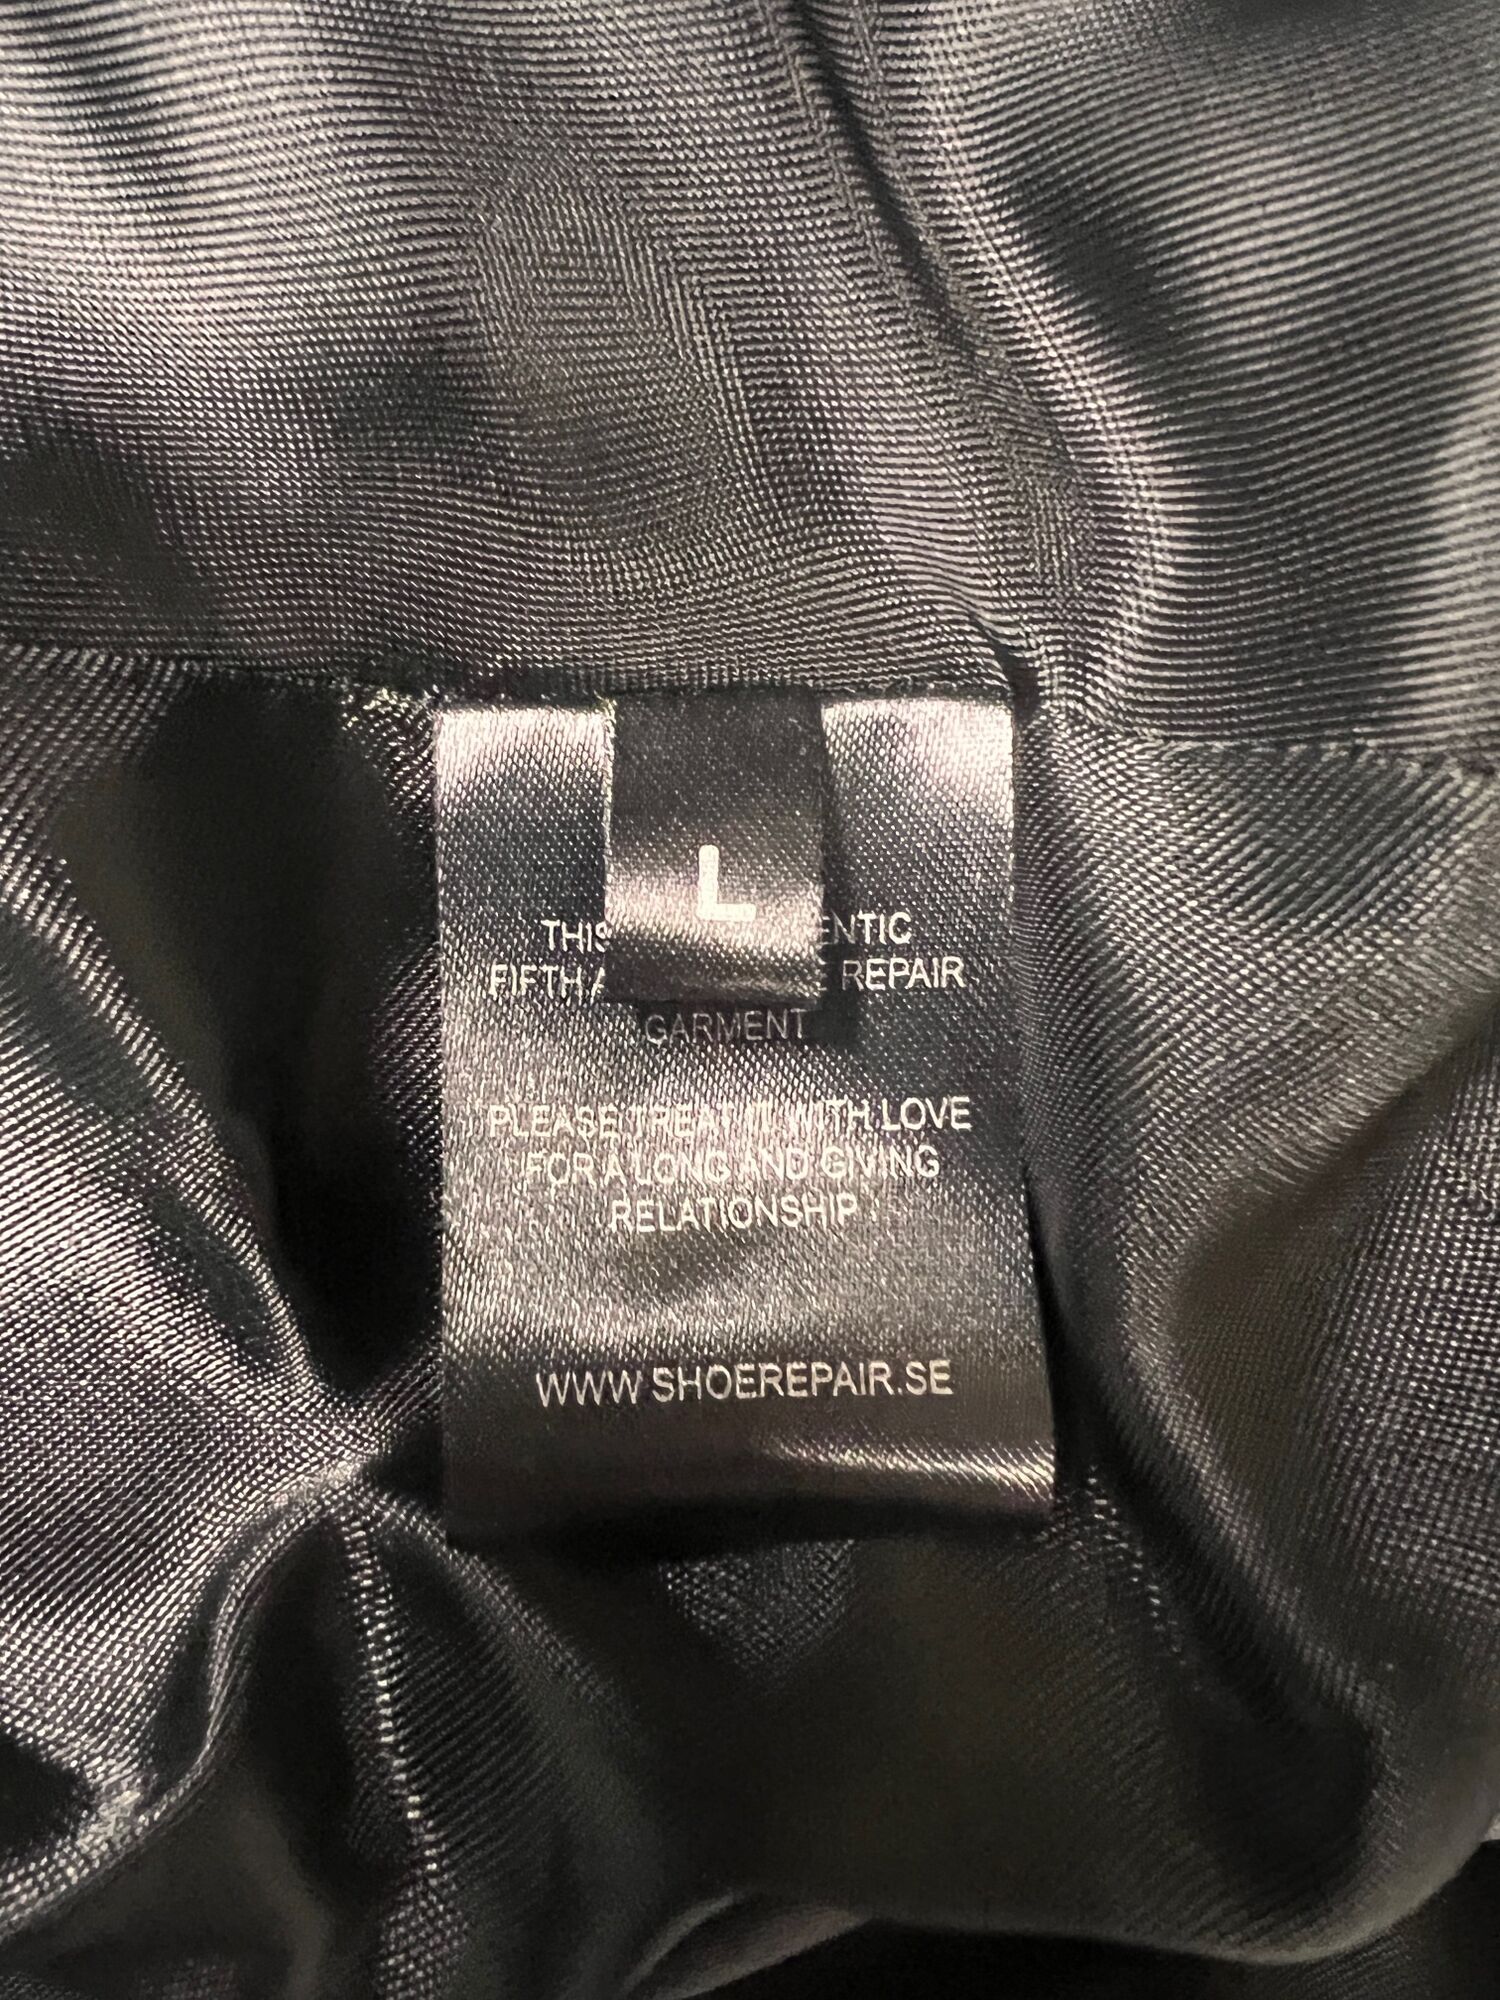 L
THIS ENTIC
FIFTH A E REPAIR
GARMENT
PLEASE TREAT IT WITH LOVE
FOR A LONG AND GIVING
RELATIONSHIP
WWW.SHOEREPAIR.SE